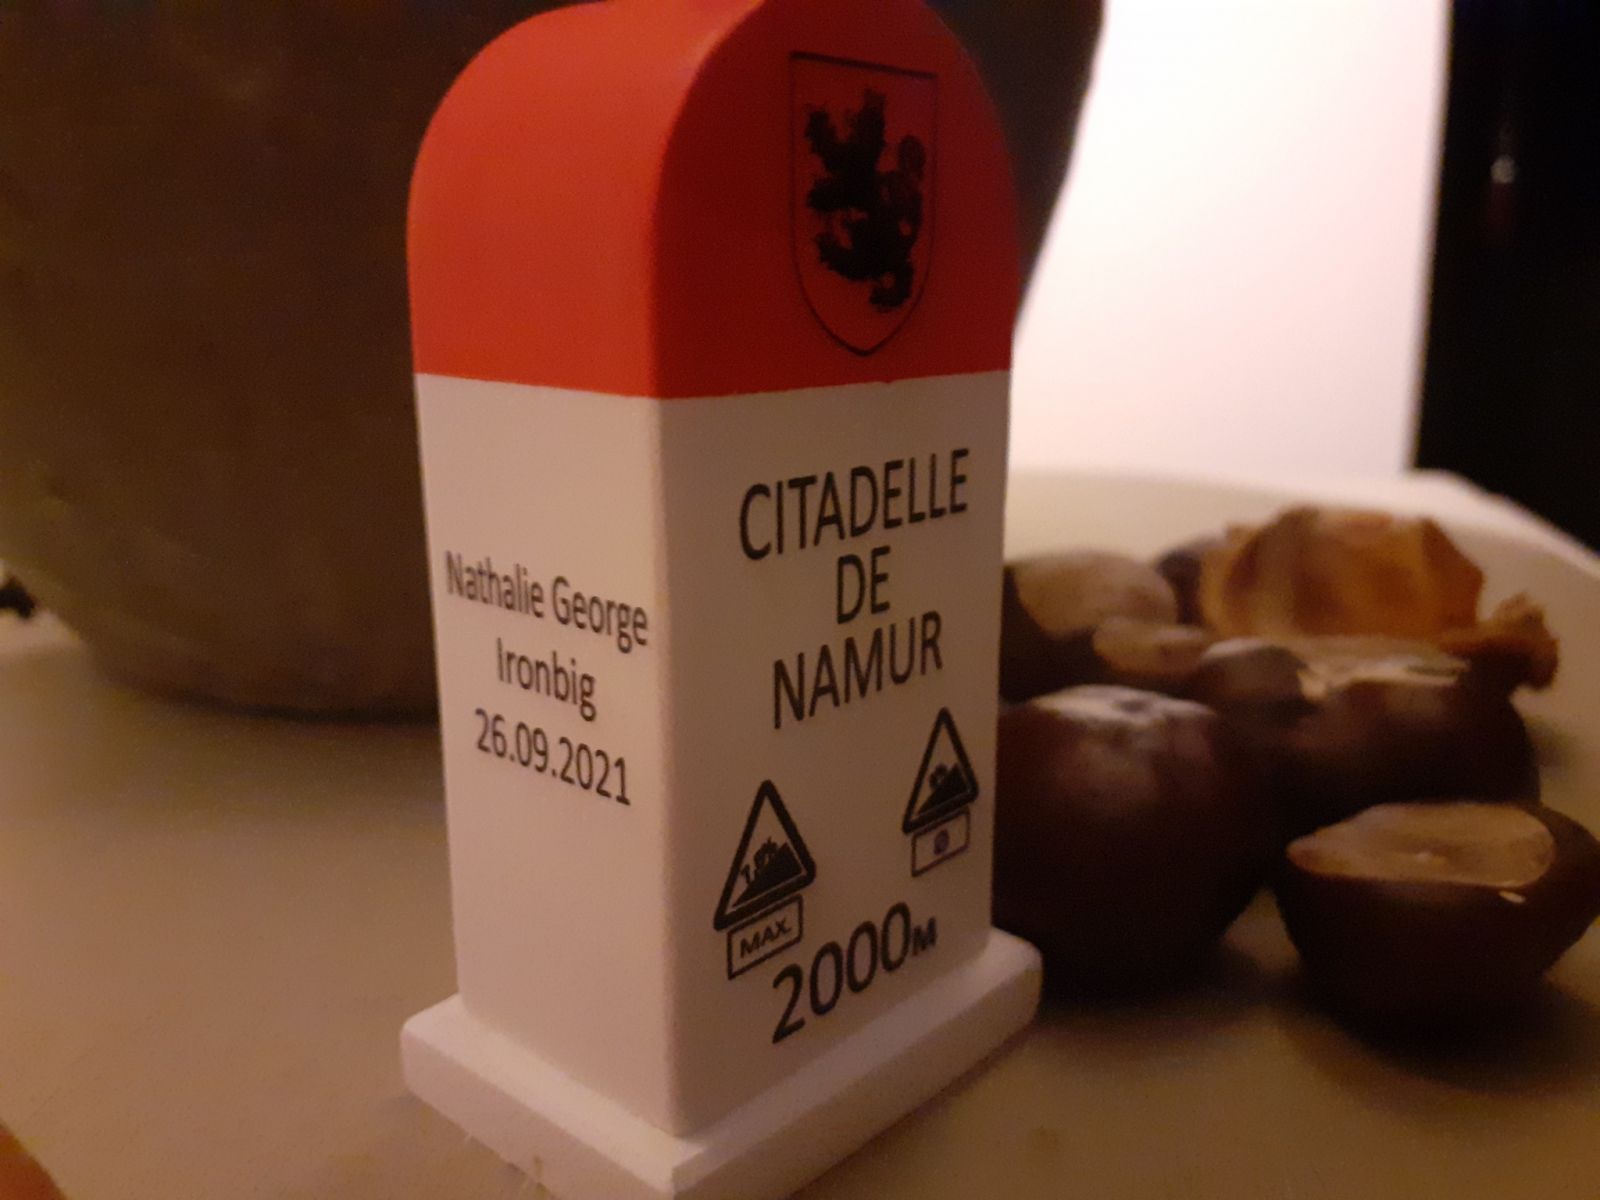 Nathalie George
Ironbig
26.09.2021
CITADELLE
DE
NAMUR
MAX.
2000M